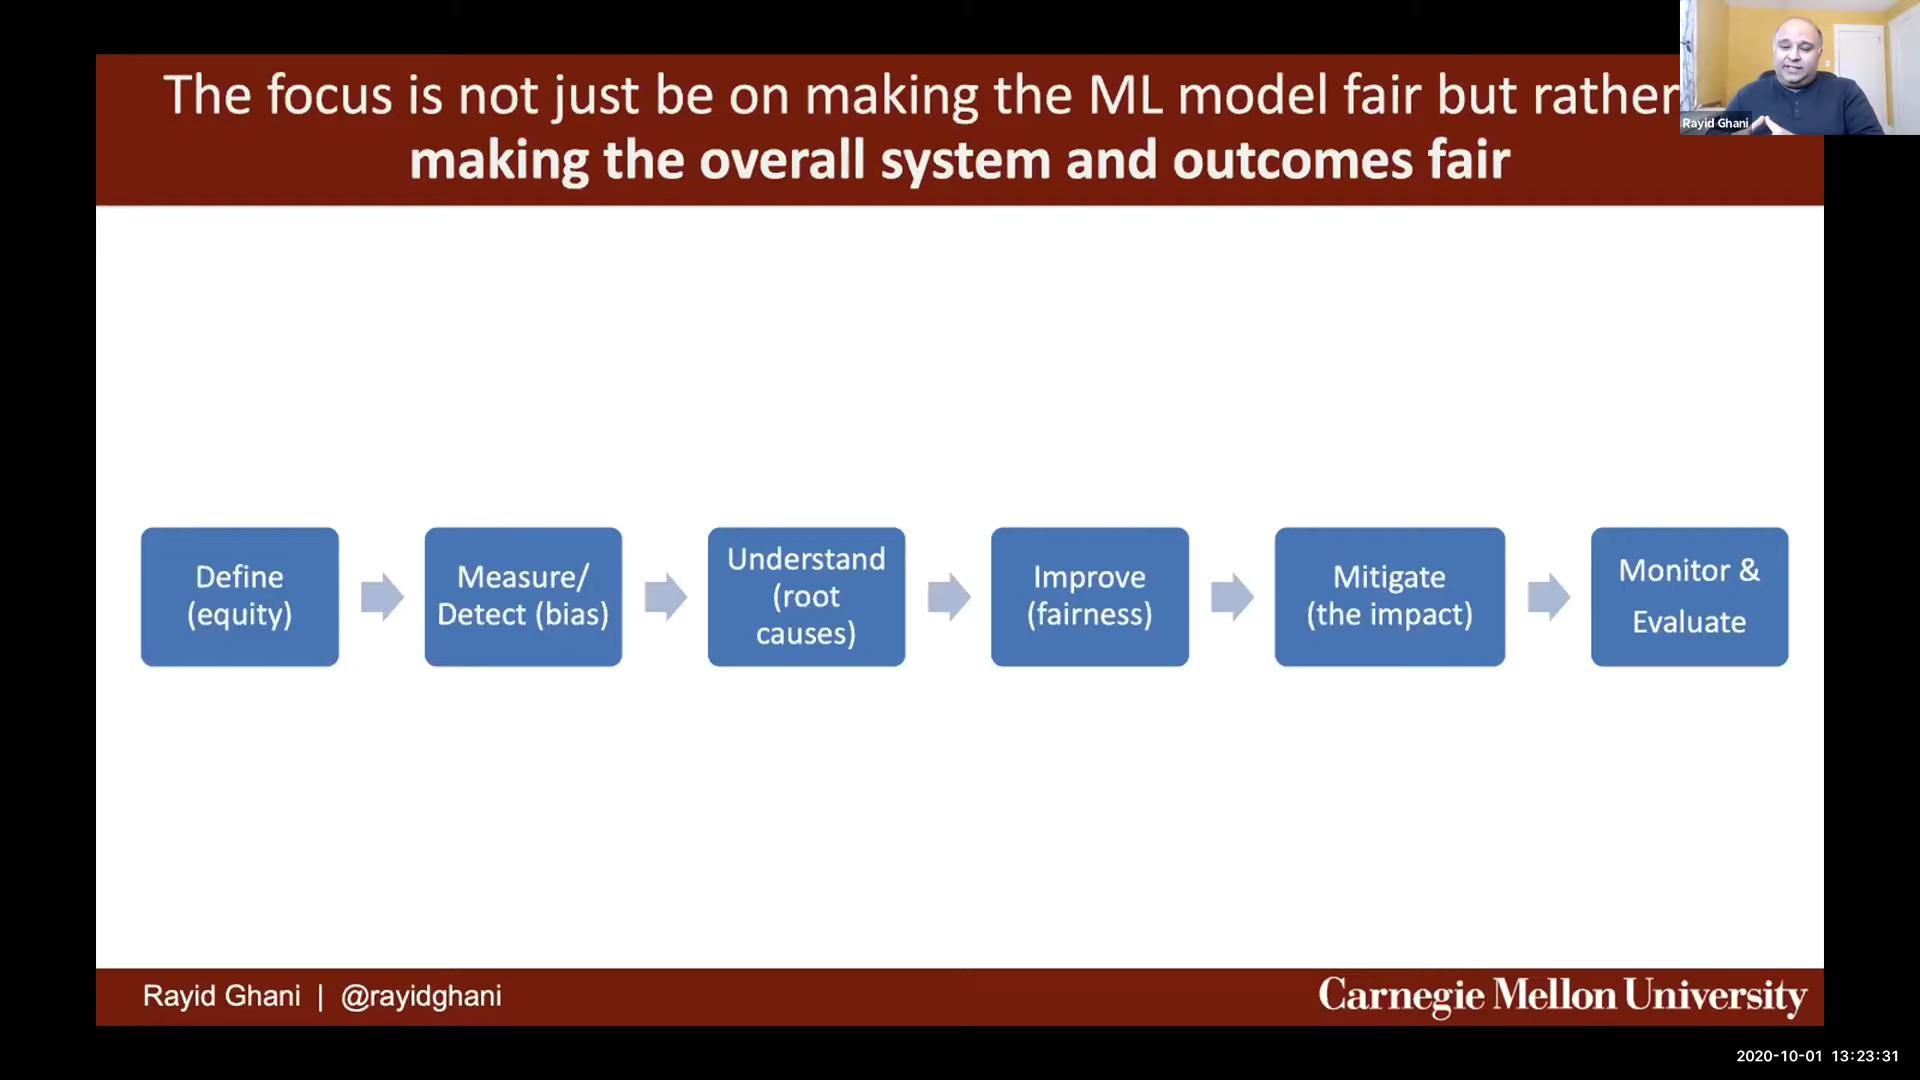 The focus is not just be on making the ML model fair but rather
making the overall system and outcomes fair
Rayid Ghani
Define
(equity)
Measure/
Detect (bias)
Understand
(root
causes)
Improve
(fairness)
Mitigate
(the impact)
Monitor &
Evaluate
Rayid Ghani | @rayidghani
Carnegie Mellon University
2020-10-01 13:23:31